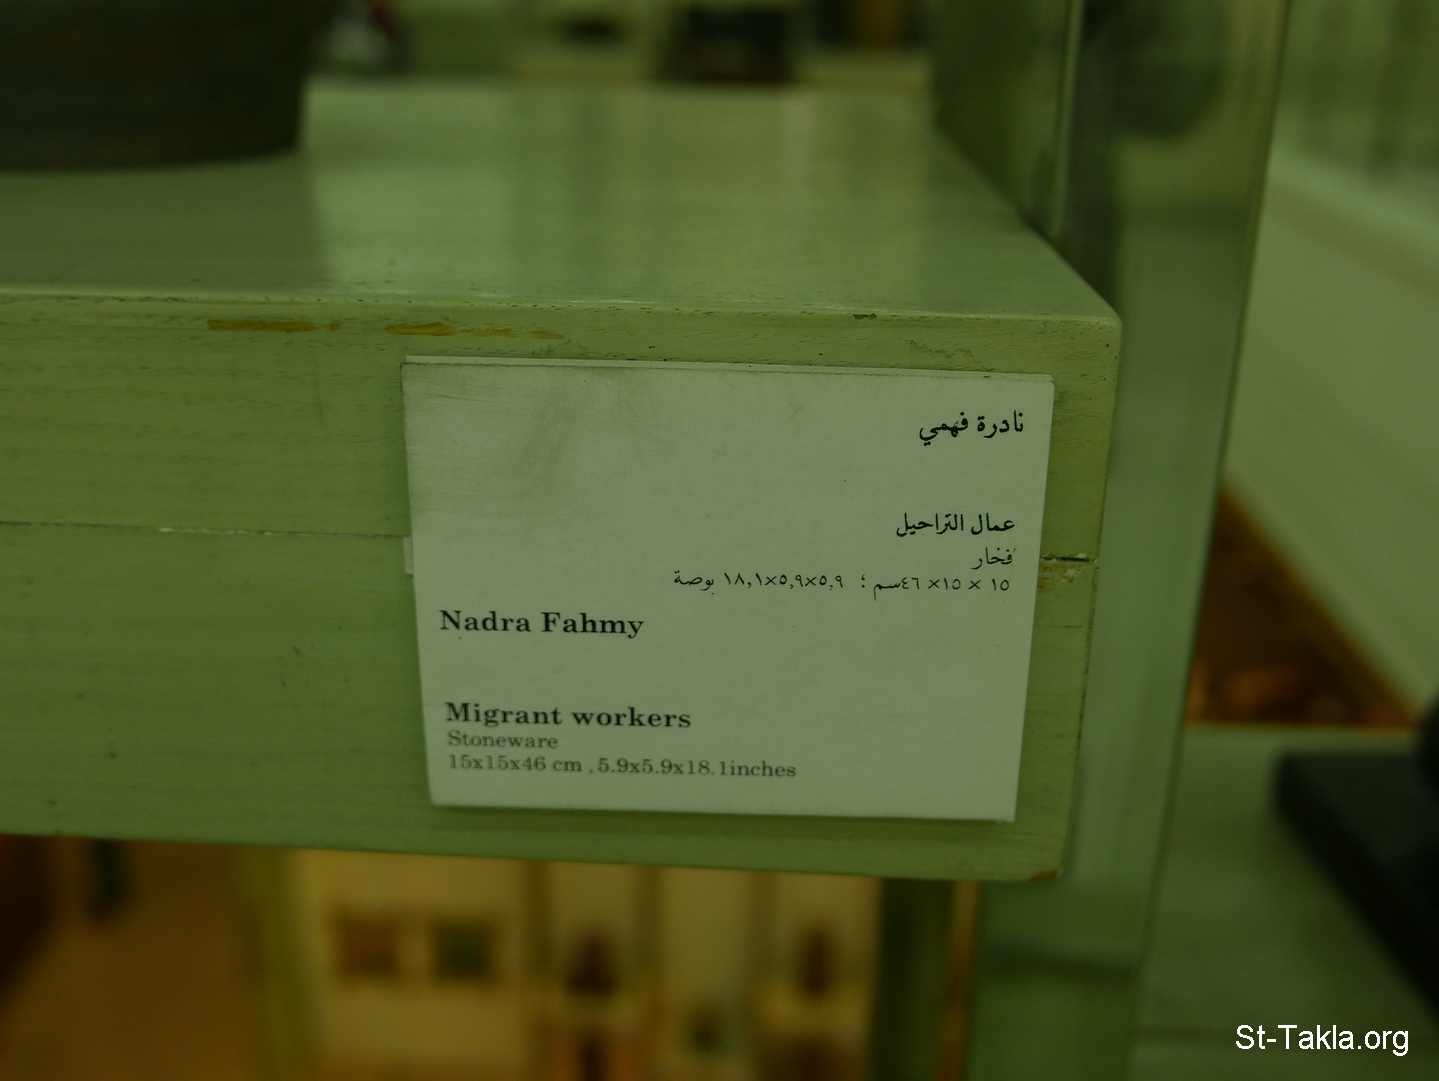 نادرة فهمي
عمال التراحيل
فخار
١٥ × ١٥× ٤٦سم ؛ ٥,٩×٥,٩×١٨,١ بوصة
Nadra Fahmy
Migrant workers
Stoneware
15x15x46 cm , 5.9x5.9x18.1inches
St-Takla.org